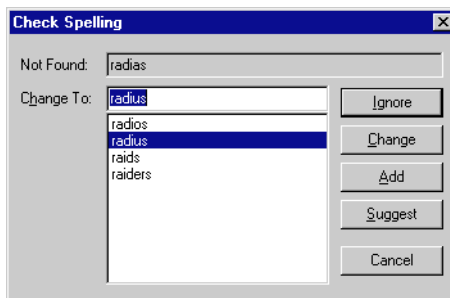 Check Spelling
Not Found: radias
Change To: radius
radios
radius
raids
raiders
Ignore
Change
Add
Suggest
Cancel